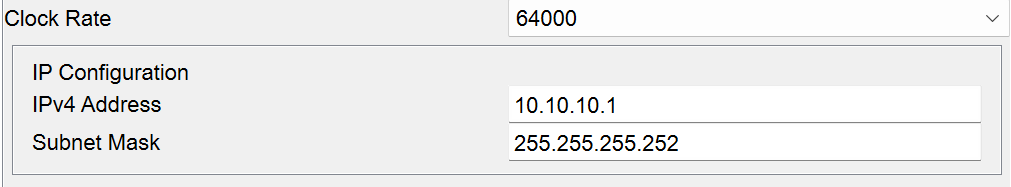 Clock Rate 64000
IP Configuration
IPv4 Address 10.10.10.1
Subnet Mask 255.255.255.252